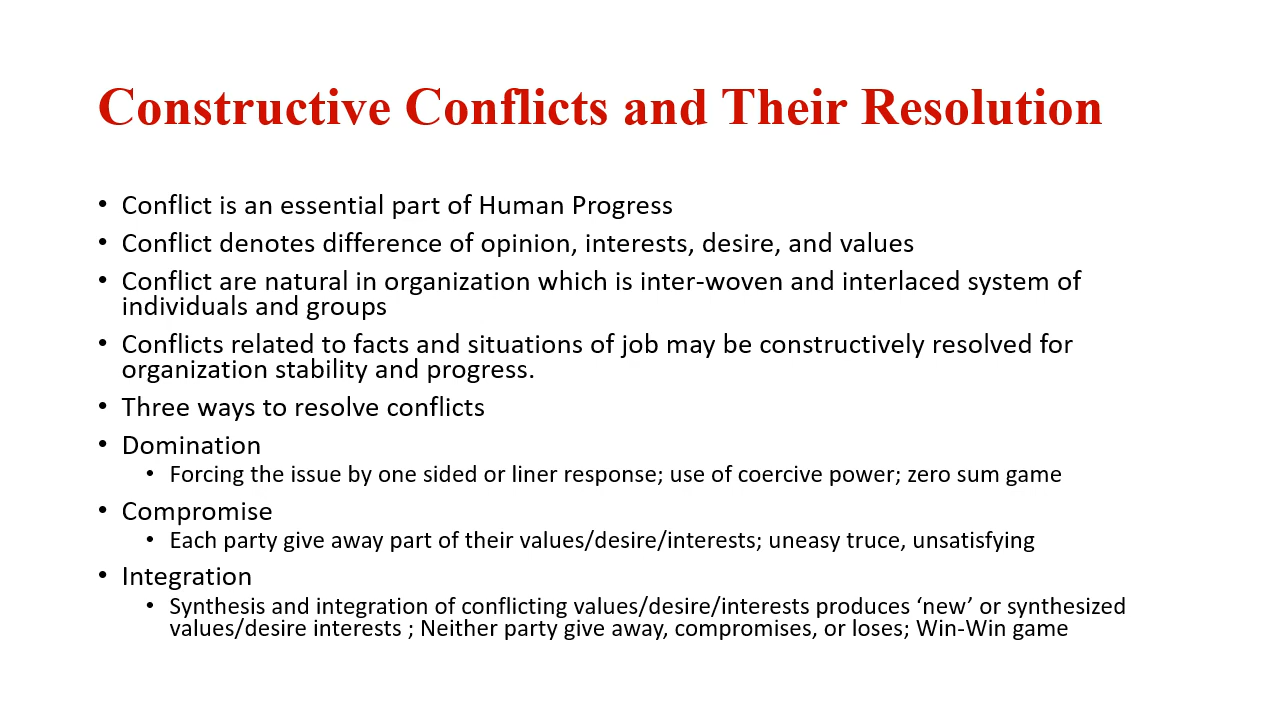 Constructive Conflicts and Their Resolution
• Conflict is an essential part of Human Progress
• Conflict denotes difference of opinion, interests, desire, and values
• Conflict are natural in organization which is inter-woven and interlaced system of
individuals and groups
• Conflicts related to facts and situations of job may be constructively resolved for
organization stability and progress.
• Three ways to resolve conflicts
• Domination
• Forcing the issue by one sided or liner response; use of coercive power; zero sum game
• Compromise
• Each party give away part of their values/desire/interests; uneasy truce, unsatisfying
• Integration
• Synthesis and integration of conflicting values/desire/interests produces ‘new’ or synthesized
values/desire interests ; Neither party give away, compromises, or loses; Win-Win game